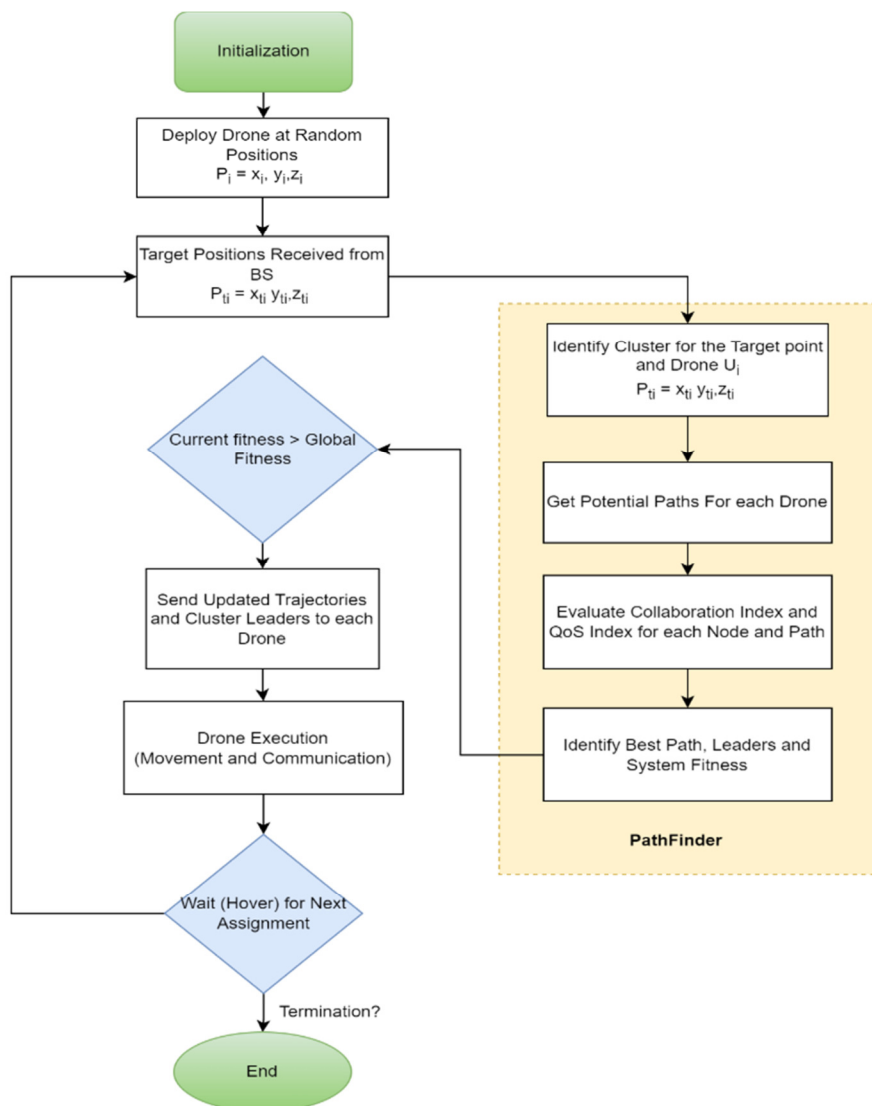 Initialization
Deploy Drone at Random
Positions
Pᵢ = xᵢ, yᵢ,zᵢ
Target Positions Received from
BS
Pₜᵢ = xₜᵢ yₜᵢ,zₜᵢ
Identify Cluster for the Target point
and Drone Uᵢ
Pₜᵢ = xₜᵢ yₜᵢ,zₜᵢ
Get Potential Paths For each Drone
Evaluate Collaboration Index and
QoS Index for each Node and Path
Identify Best Path, Leaders and
System Fitness
PathFinder
Current fitness > Global
Fitness
Send Updated Trajectories
and Cluster Leaders to each
Drone
Drone Execution
(Movement and Communication)
Wait (Hover) for Next
Assignment
Termination?
End